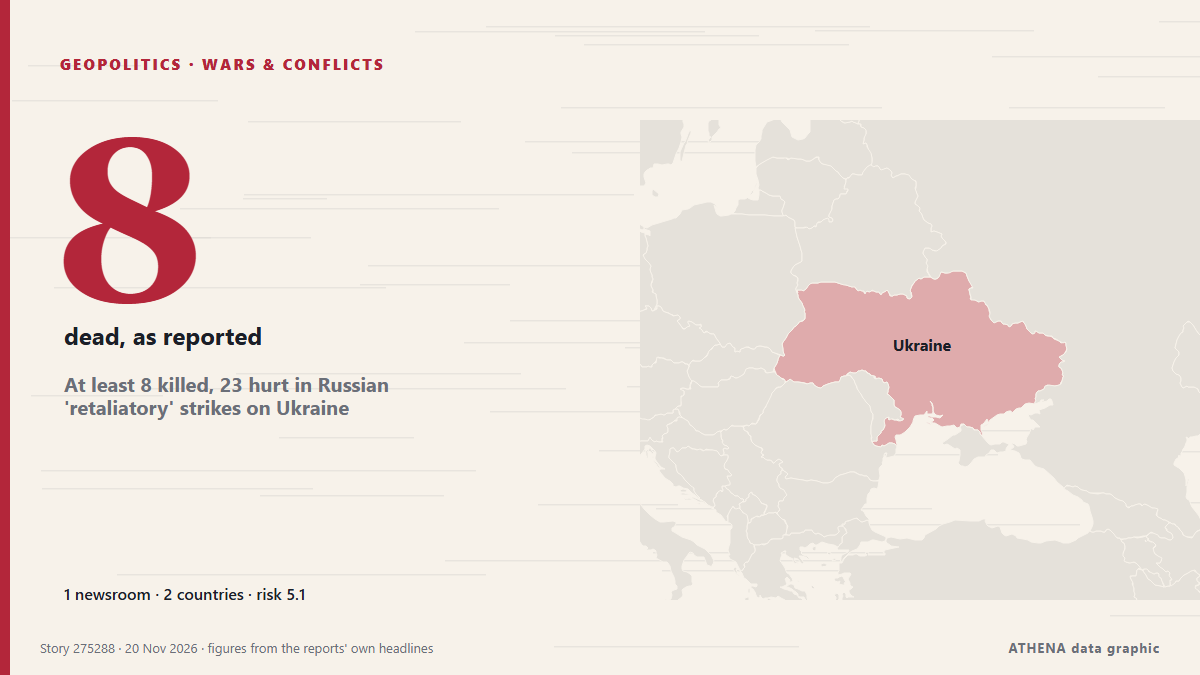 GEOPOLITICS · WARS & CONFLICTS
8
dead, as reported
At least 8 killed, 23 hurt in Russian
'retaliatory' strikes on Ukraine
Ukraine
1 newsroom · 2 countries · risk 5.1
Story 275288 · 20 Nov 2026 · figures from the reports' own headlines
ATHENA data graphic